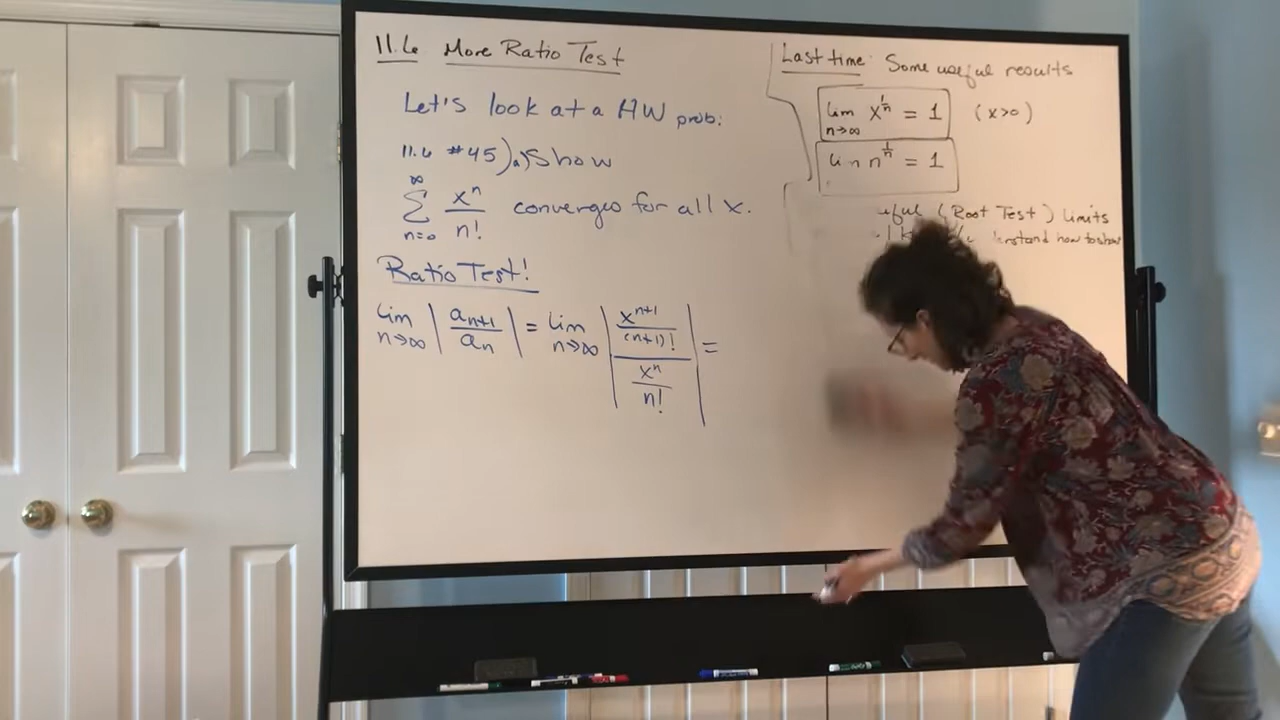 11.6 More Ratio Test
Let's look at a HW prob:
11.6 #45) a) Show
∞
∑ xⁿ/n! converges for all x.
n=0
Ratio Test!
lim n→∞ | aₙ₊₁ / aₙ | = lim n→∞ | (xⁿ⁺¹/(n+1)!) / (xⁿ/n!) | =
Last time: Some useful results
lim n→∞ x^(1/n) = 1 (x>0)
n^(1/n) = 1
(Root Test) Limits
how to show